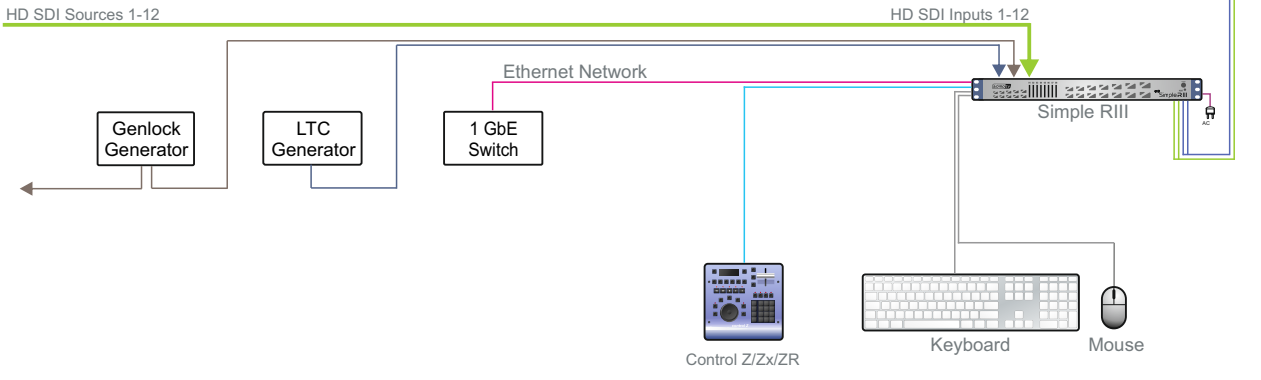 HD SDI Sources 1-12
HD SDI Inputs 1-12
Ethernet Network
SimpleRIII
Simple RIII
AC
Genlock
Generator
LTC
Generator
1 GbE
Switch
Keyboard
Mouse
Control Z/Zx/ZR